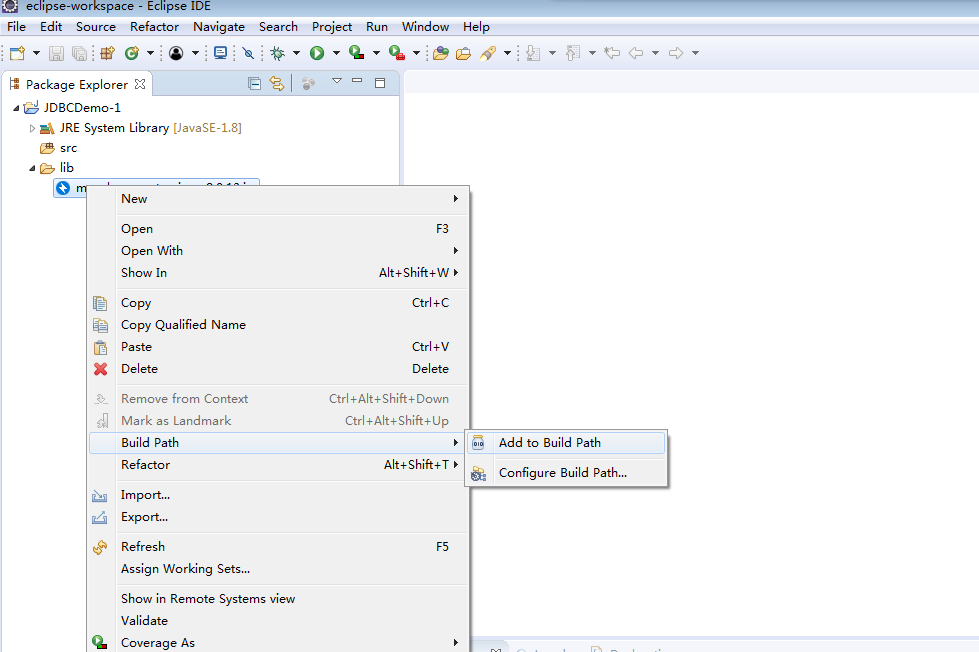 eclipse-workspace - Eclipse IDE
File Edit Source Refactor Navigate Search Project Run Window Help
Package Explorer
JDBCDemo-1
JRE System Library [JavaSE-1.8]
src
lib
New
Open F3
Open With
Show In Alt+Shift+W
Copy Ctrl+C
Copy Qualified Name
Paste Ctrl+V
Delete Delete
Remove from Context Ctrl+Alt+Shift+Down
Mark as Landmark Ctrl+Alt+Shift+Up
Build Path
Add to Build Path
Refactor Alt+Shift+T
Configure Build Path...
Import...
Export...
Refresh F5
Assign Working Sets...
Show in Remote Systems view
Validate
Coverage As